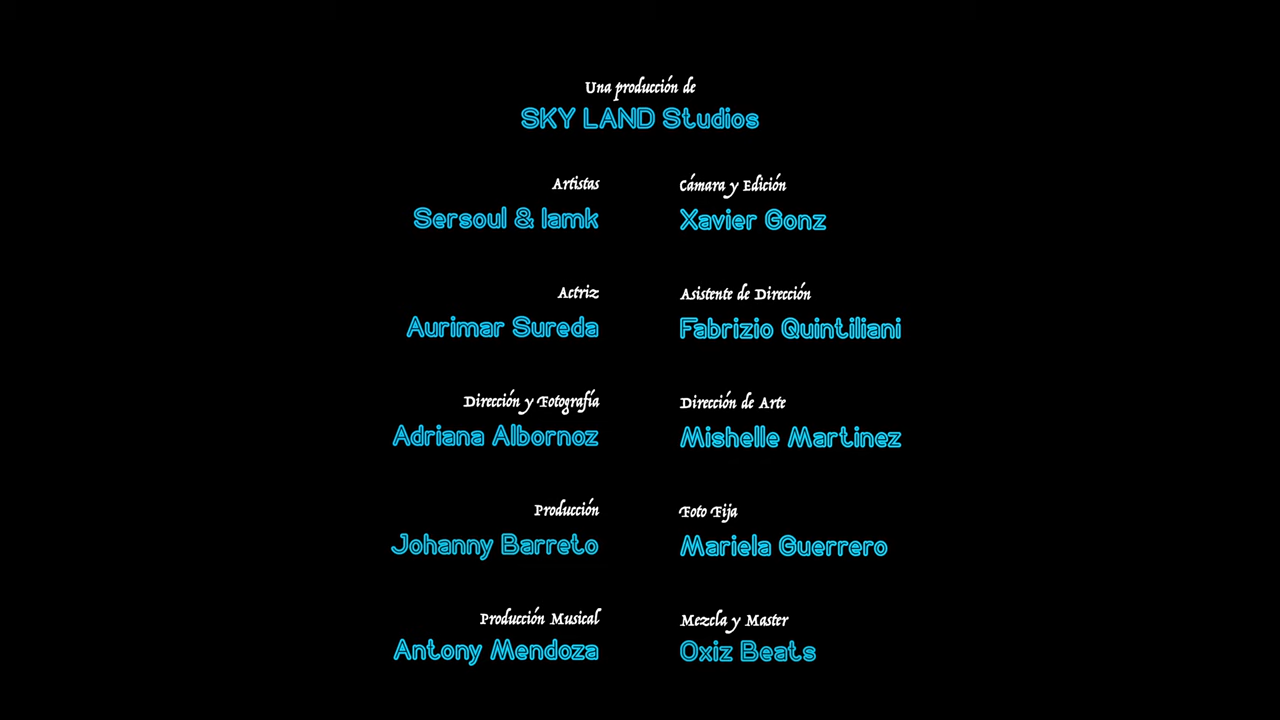 Una producción de
SKY LAND Studios
Artistas
Sersoul & Iamk
Cámara y Edición
Xavier Gonz
Actriz
Aurimar Sureda
Asistente de Dirección
Fabrizio Quintiliani
Dirección y Fotografía
Adriana Albornoz
Dirección de Arte
Mishelle Martinez
Producción
Johanny Barreto
Foto Fija
Mariela Guerrero
Producción Musical
Antony Mendoza
Mezcla y Master
Oxiz Beats